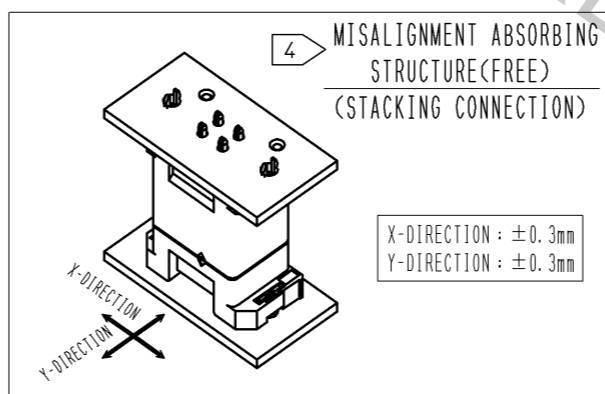 4
MISALIGNMENT ABSORBING
STRUCTURE(FREE)
(STACKING CONNECTION)
X-DIRECTION : ±0.3mm
Y-DIRECTION : ±0.3mm
X-DIRECTION
Y-DIRECTION